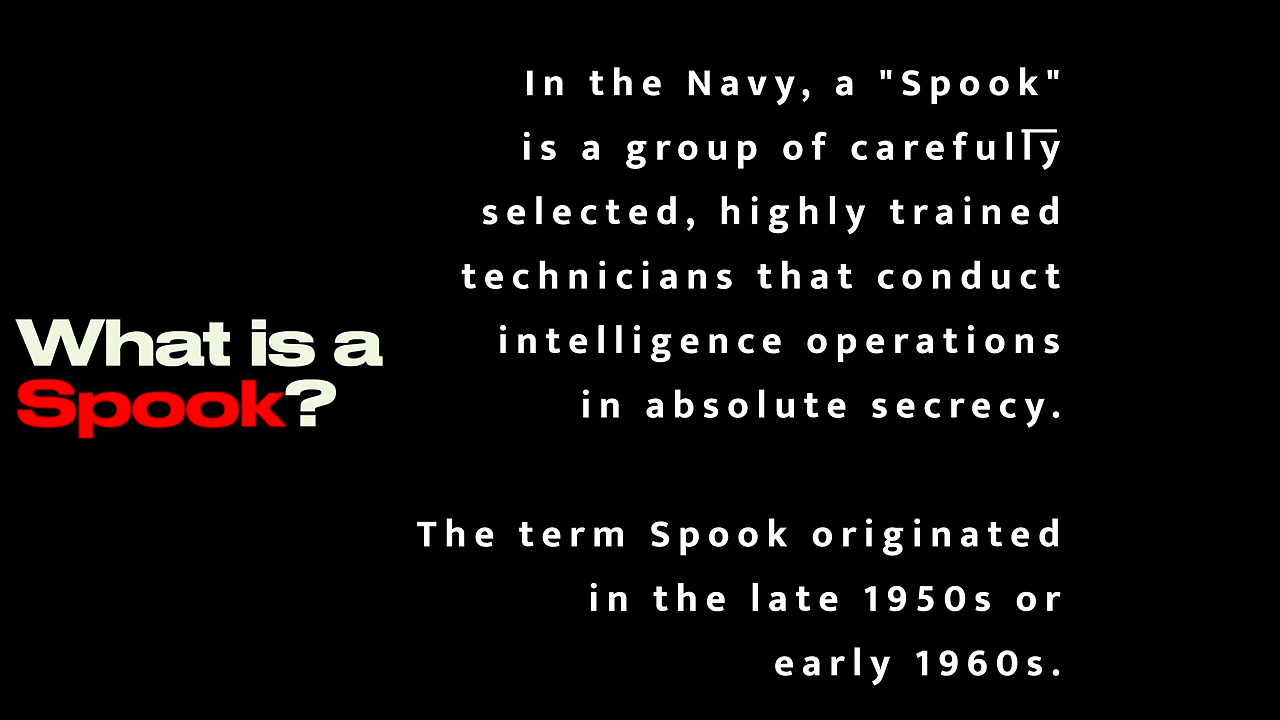 What is a
Spook?
In the Navy, a "Spook"
is a group of carefully
selected, highly trained
technicians that conduct
intelligence operations
in absolute secrecy.
The term Spook originated
in the late 1950s or
early 1960s.